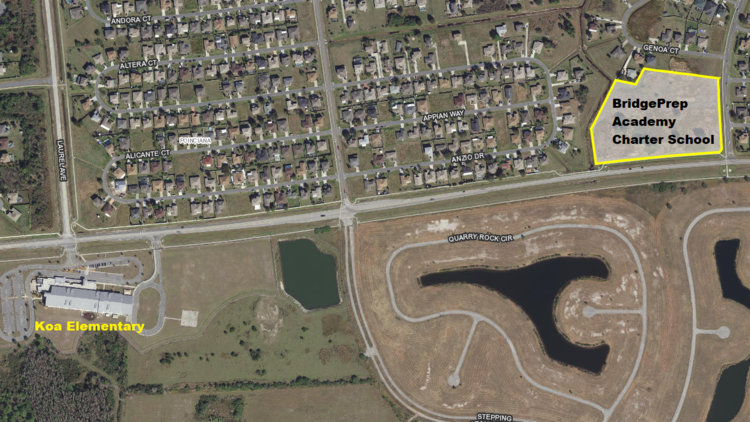 ANDORA CT
GENOA CT
ALTERA CT
BridgePrep
Academy
Charter School
APPIAN WAY
POINCIANA
LAUREL AVE
ALICANTE CT
ANZIO DR
QUARRY ROCK CIR
Koa Elementary
STEPPING